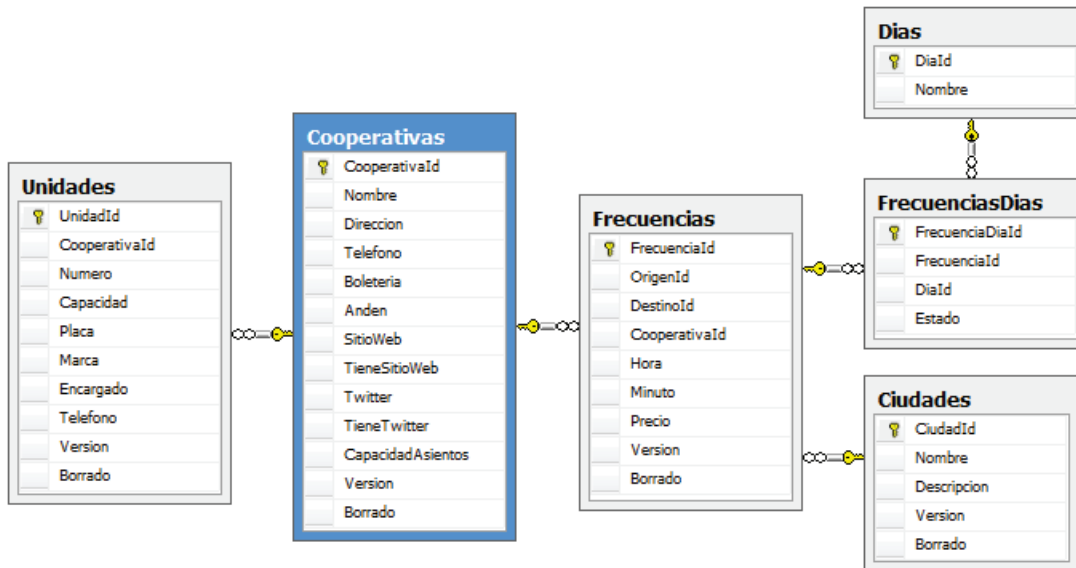 Unidades
UnidadId
CooperativaId
Numero
Capacidad
Placa
Marca
Encargado
Telefono
Version
Borrado
Cooperativas
CooperativaId
Nombre
Direccion
Telefono
Boleteria
Anden
SitioWeb
TieneSitioWeb
Twitter
TieneTwitter
CapacidadAsientos
Version
Borrado
Frecuencias
FrecuenciaId
OrigenId
DestinoId
CooperativaId
Hora
Minuto
Precio
Version
Borrado
Dias
DiaId
Nombre
FrecuenciasDias
FrecuenciaDiaId
FrecuenciaId
DiaId
Estado
Ciudades
CiudadId
Nombre
Descripcion
Version
Borrado